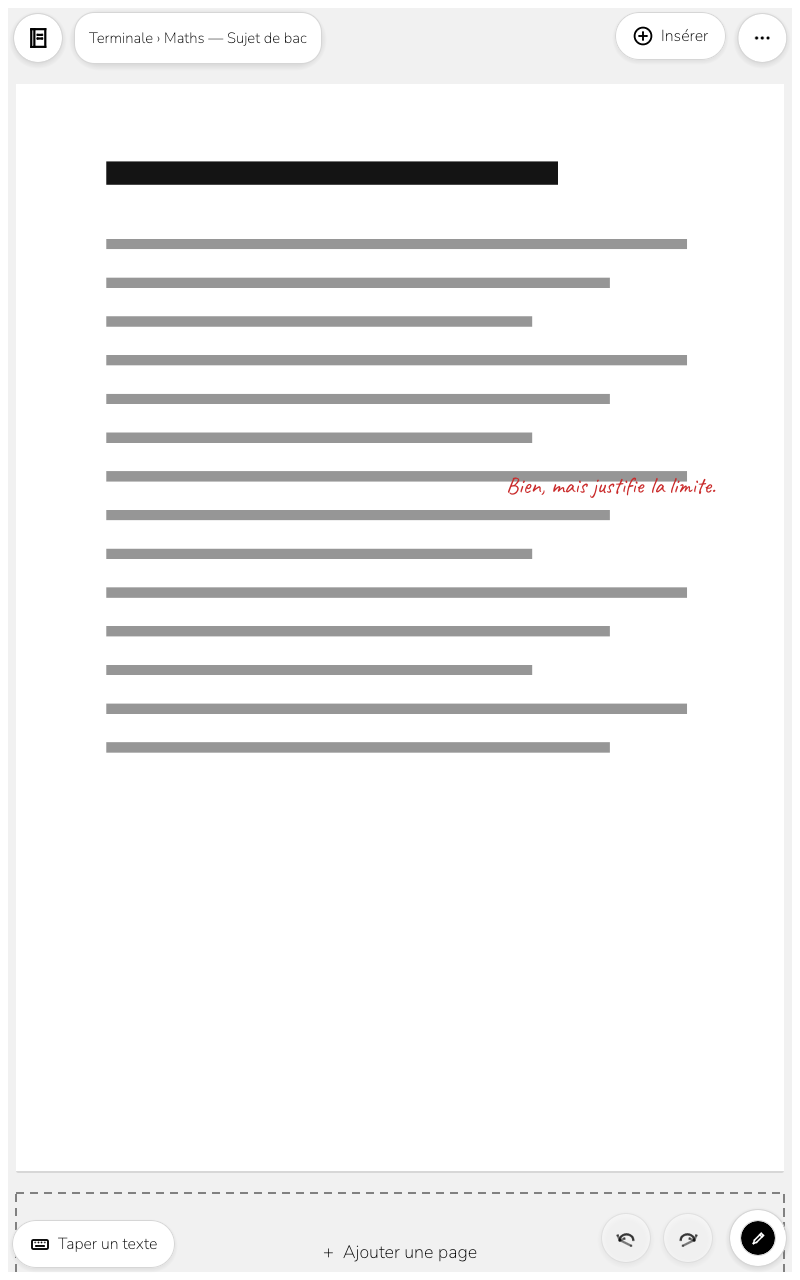 Terminale › Maths — Sujet de bac
Insérer
Bien, mais justifie la limite.
+ Ajouter une page
Taper un texte